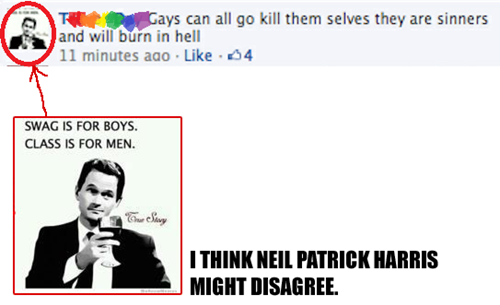 Gays can all go kill them selves they are sinners
and will burn in hell
11 minutes ago · Like · 4
SWAG IS FOR BOYS.
CLASS IS FOR MEN.
True Story
I THINK NEIL PATRICK HARRIS
MIGHT DISAGREE.